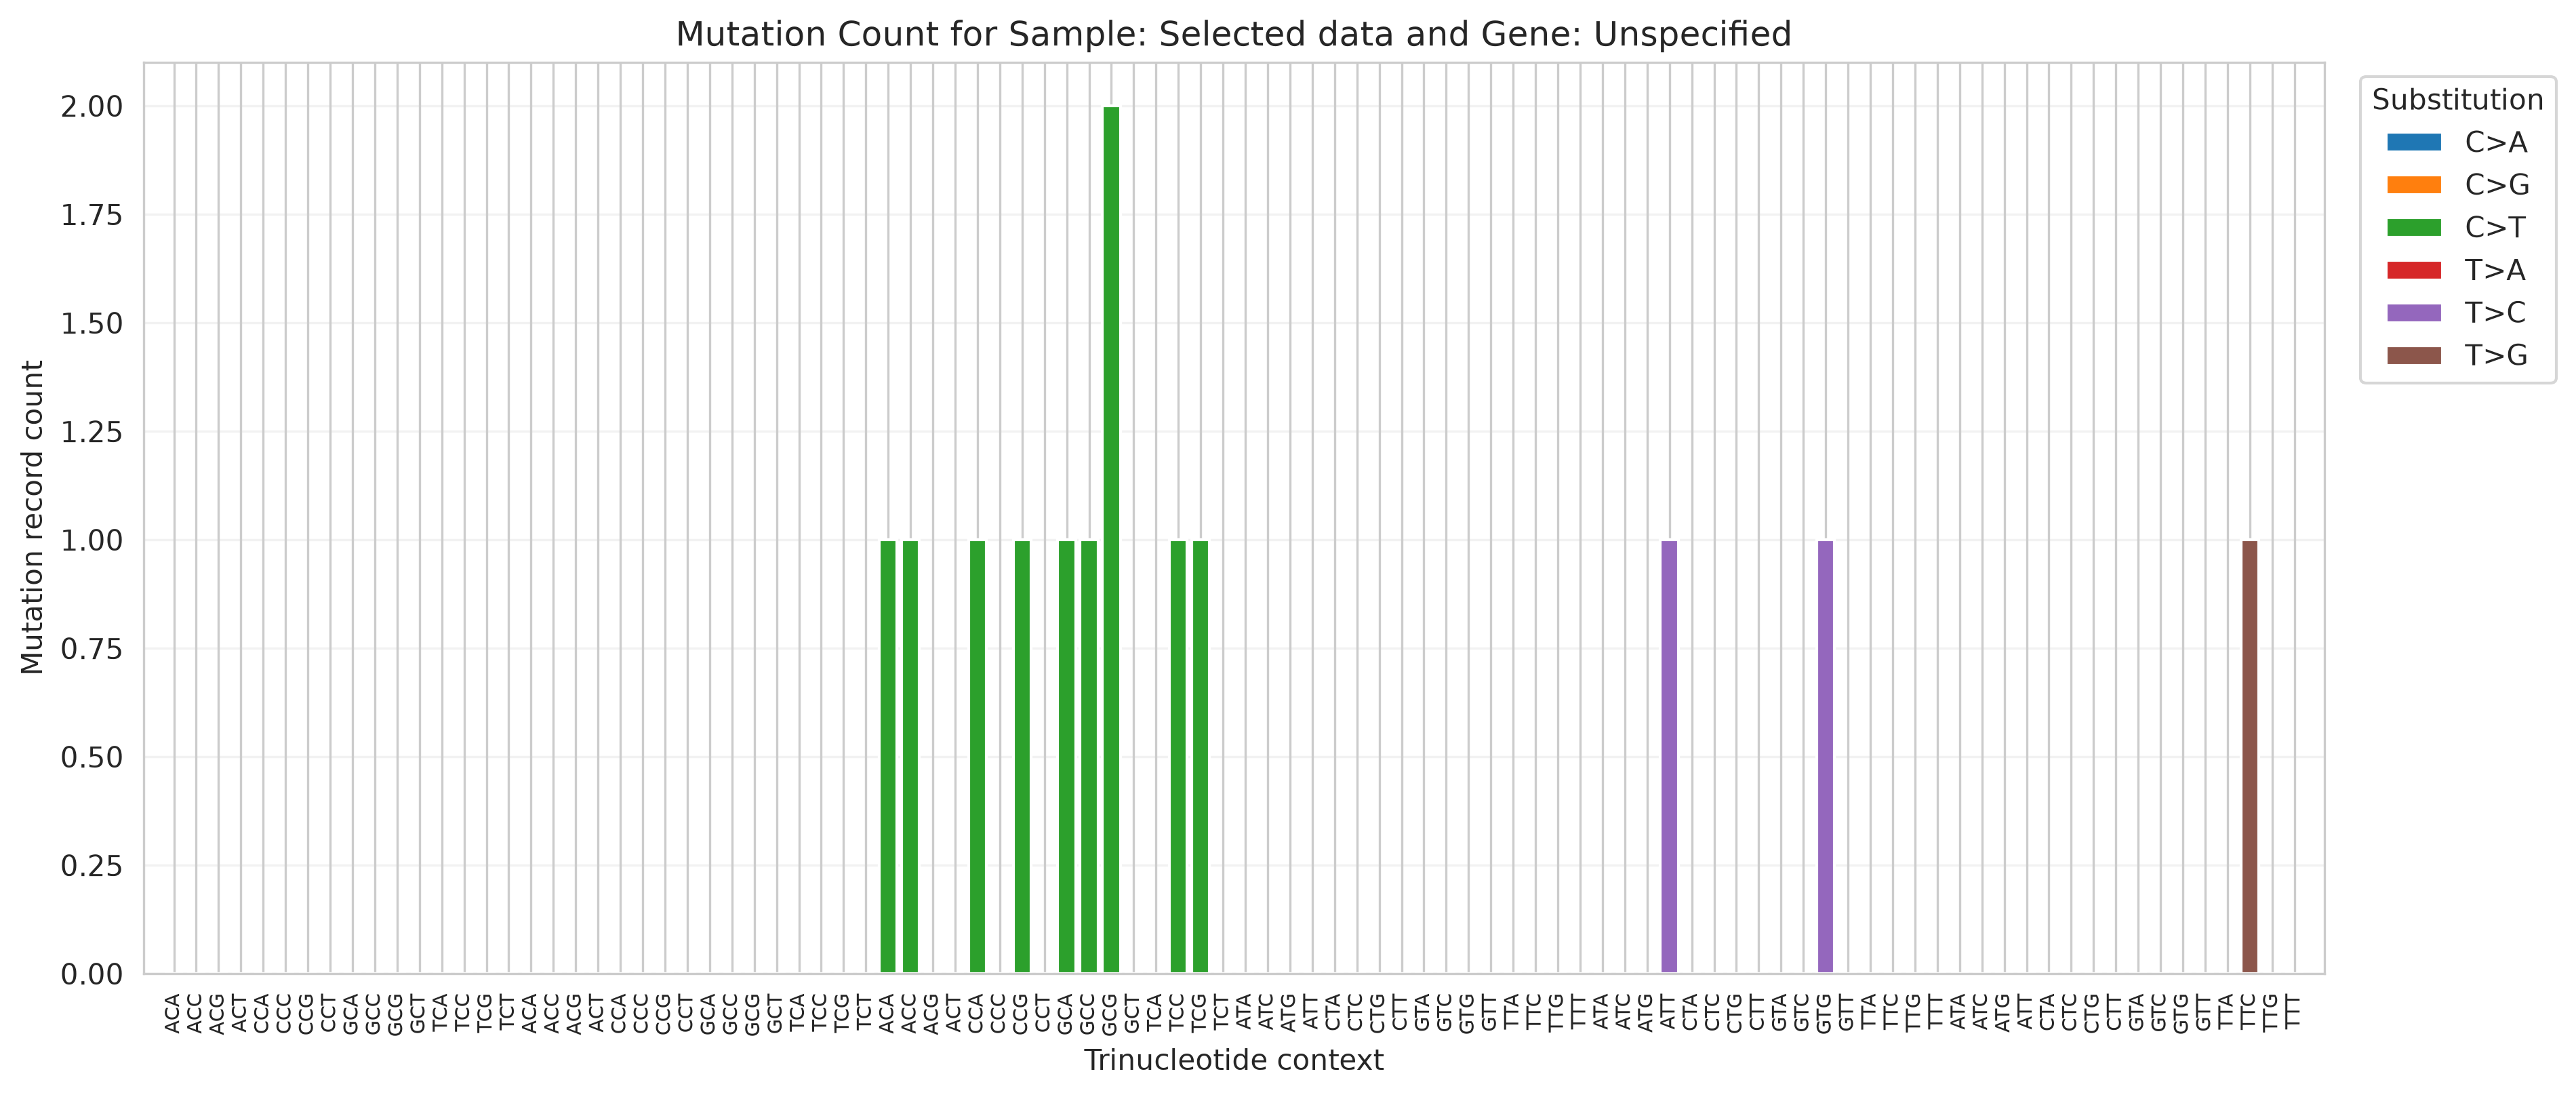 Mutation Count for Sample: Selected data and Gene: Unspecified
Substitution
C>A
C>G
C>T
T>A
T>C
T>G
Mutation record count
2.00
1.75
1.50
1.25
1.00
0.75
0.50
0.25
0.00
ACA ACC ACG ACT CCA CCC CCG CCT GCA GCC GCG GCT TCA TCC TCG TCT ACA ACC ACG ACT CCA CCC CCG CCT GCA GCC GCG GCT TCA TCC TCG TCT ACA ACC ACG ACT CCA CCC CCG CCT GCA GCC GCG GCT TCA TCC TCG TCT ATA ATC ATG ATT CTA CTC CTG CTT GTA GTC GTG GTT TTA TTC TTG TTT ATA ATC ATG ATT CTA CTC CTG CTT GTA GTC GTG GTT TTA TTC TTG TTT ATA ATC ATG ATT CTA CTC CTG CTT GTA GTC GTG GTT TTA TTC TTG TTT
Trinucleotide context